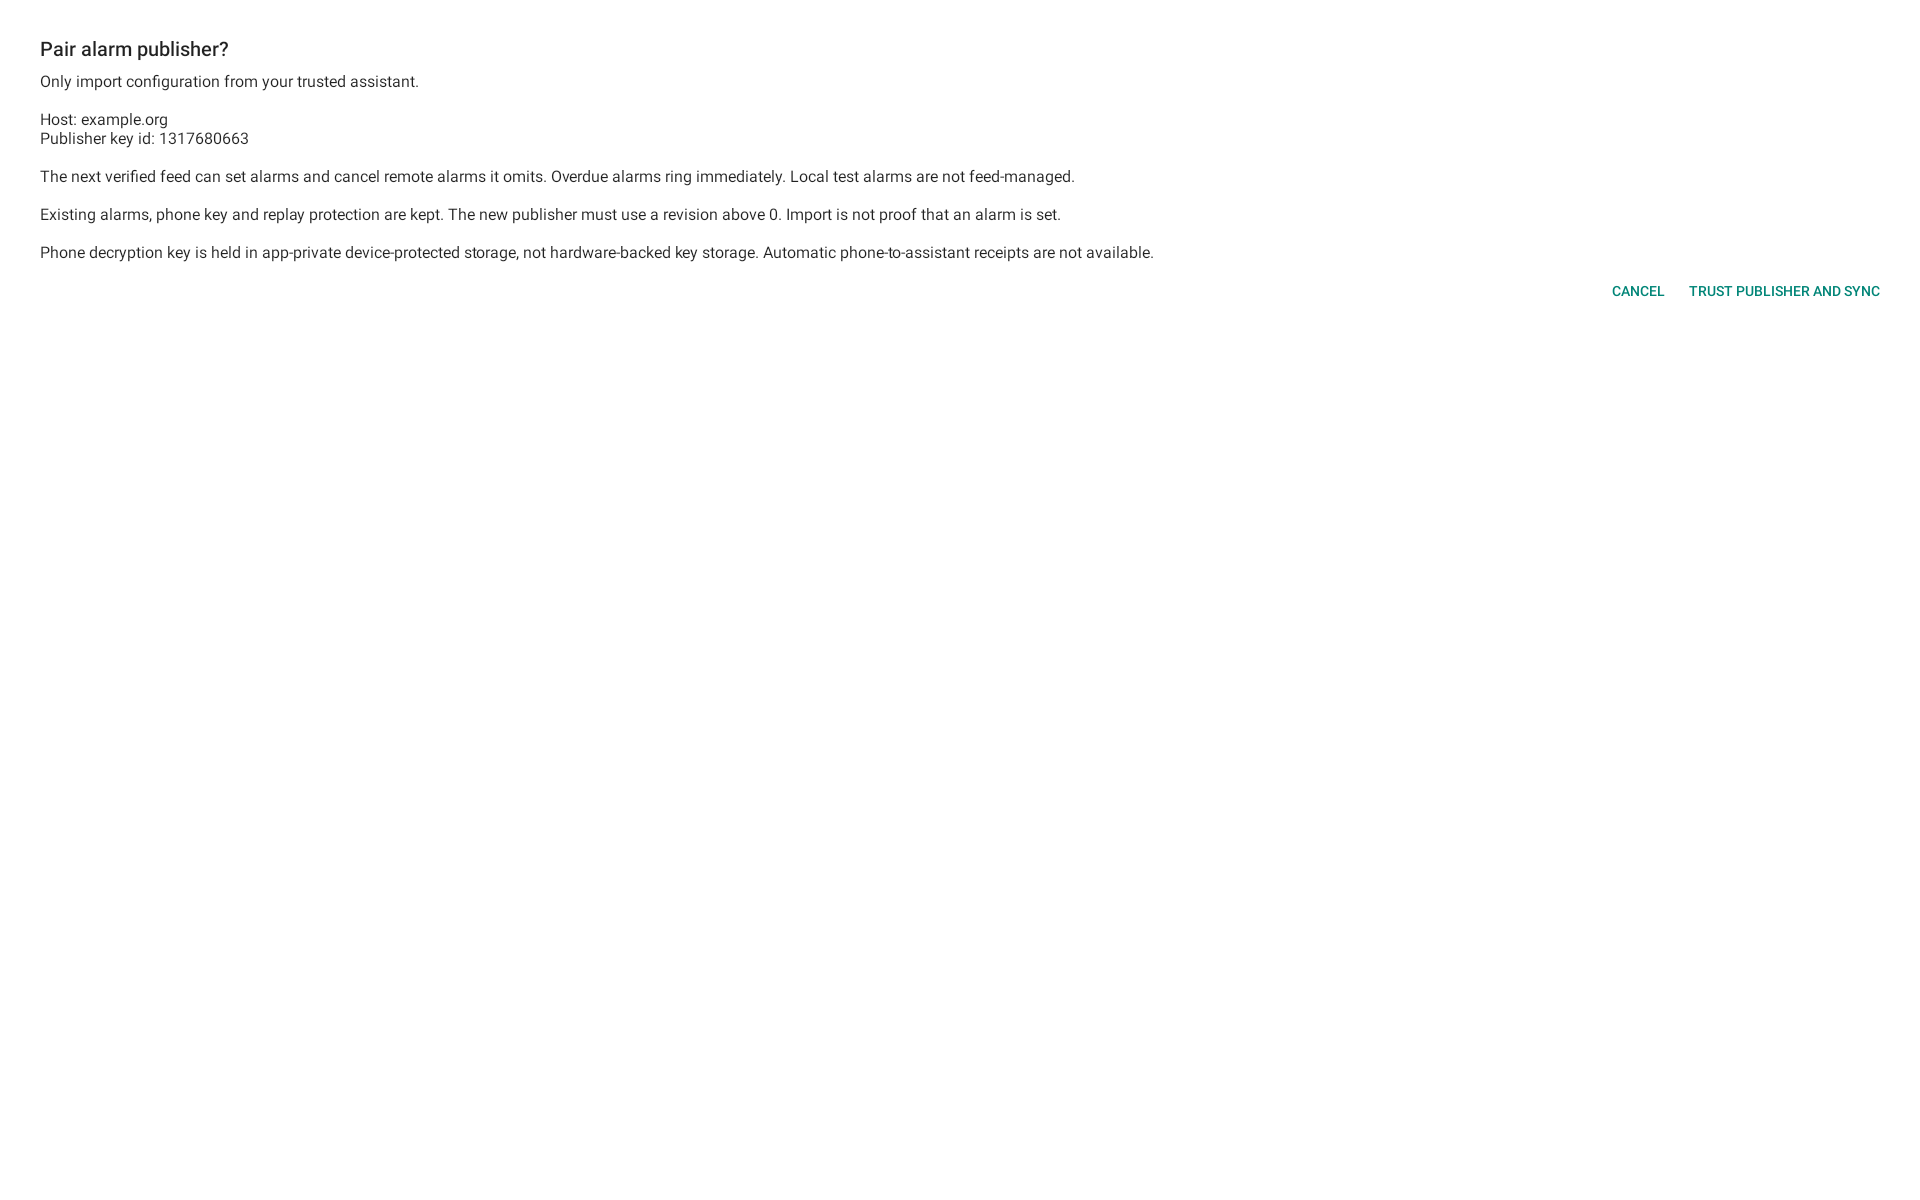 Pair alarm publisher?
Only import configuration from your trusted assistant.
Host: example.org
Publisher key id: 1317680663
The next verified feed can set alarms and cancel remote alarms it omits. Overdue alarms ring immediately. Local test alarms are not feed-managed.
Existing alarms, phone key and replay protection are kept. The new publisher must use a revision above 0. Import is not proof that an alarm is set.
Phone decryption key is held in app-private device-protected storage, not hardware-backed key storage. Automatic phone-to-assistant receipts are not available.
CANCEL TRUST PUBLISHER AND SYNC